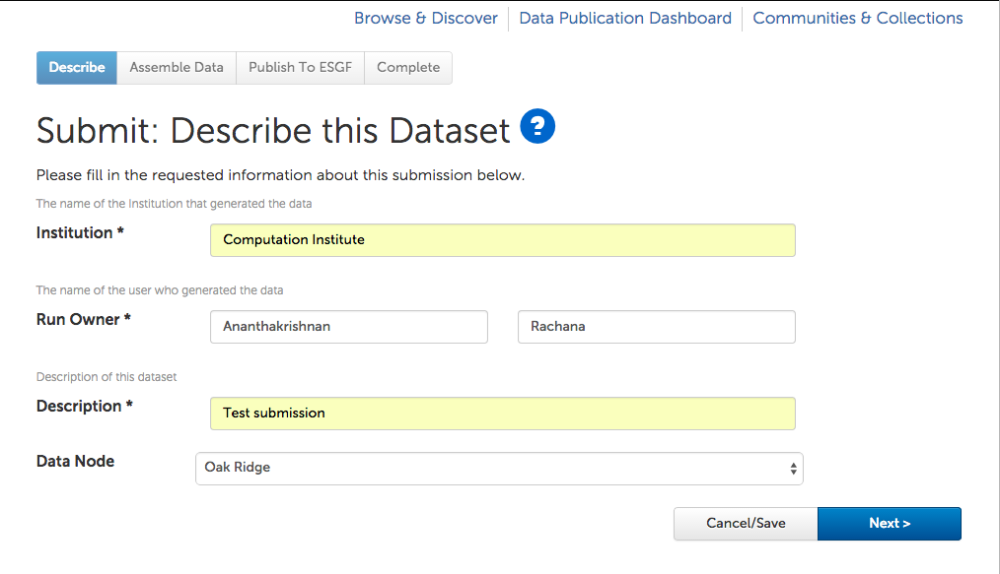 Browse & Discover Data Publication Dashboard Communities & Collections
Describe Assemble Data Publish To ESGF Complete
Submit: Describe this Dataset ?
Please fill in the requested information about this submission below.
The name of the Institution that generated the data
Institution * Computation Institute
The name of the user who generated the data
Run Owner * Ananthakrishnan Rachana
Description of this dataset
Description * Test submission
Data Node Oak Ridge
Cancel/Save Next >